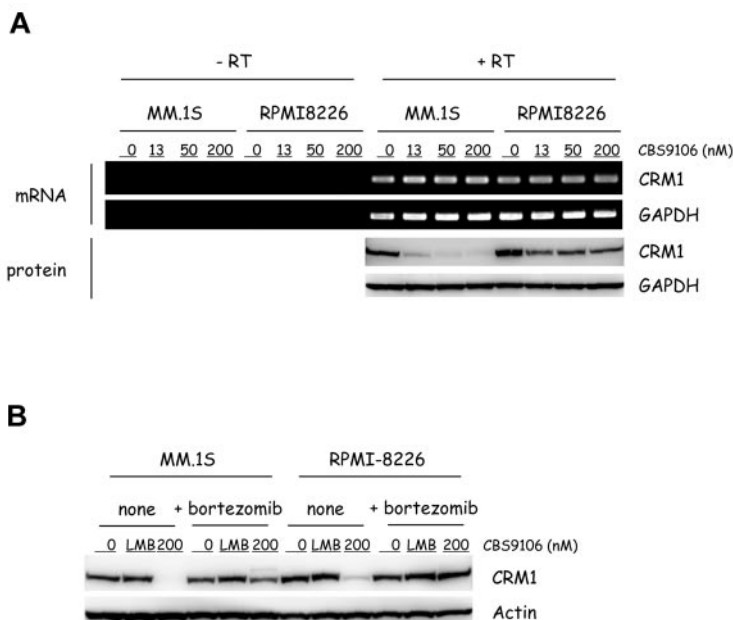 A
- RT + RT
MM.1S RPMI8226 MM.1S RPMI8226
0 13 50 200 0 13 50 200 0 13 50 200 0 13 50 200 CBS9106 (nM)
mRNA
CRM1
GAPDH
protein
CRM1
GAPDH
B
MM.1S RPMI-8226
none + bortezomib none + bortezomib
0 LMB 200 0 LMB 200 0 LMB 200 0 LMB 200 CBS9106 (nM)
CRM1
Actin